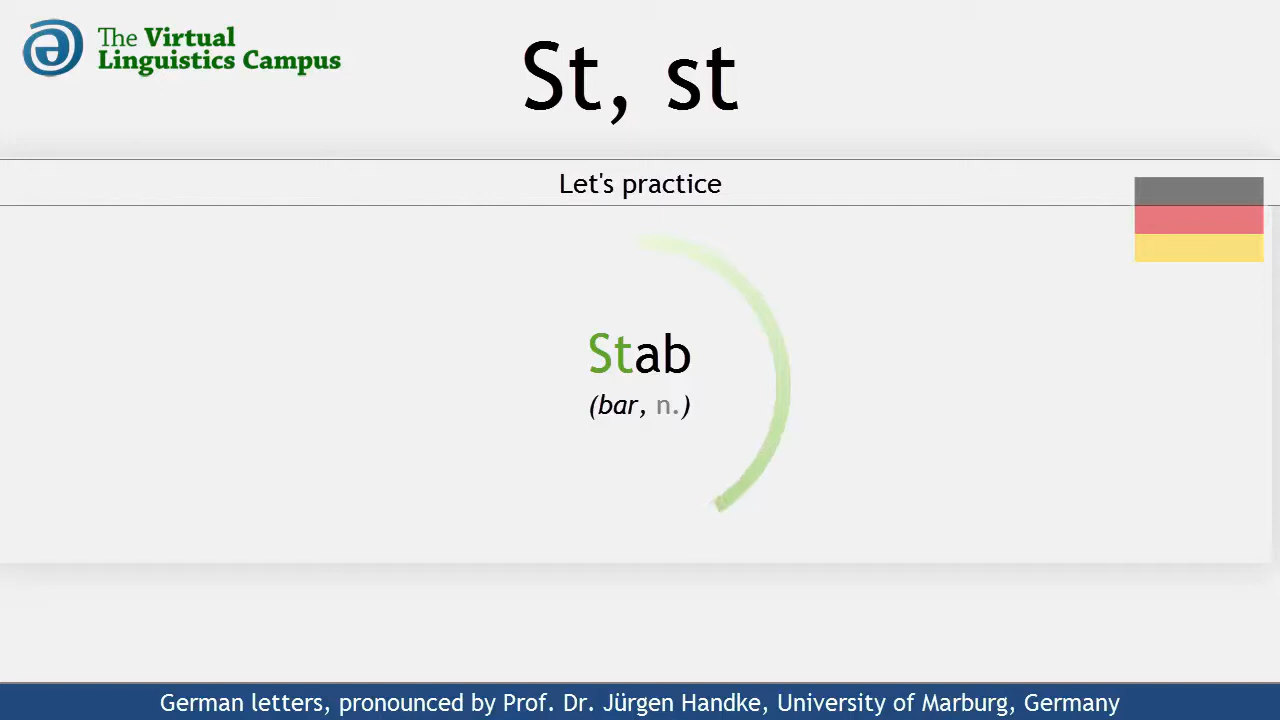 The Virtual
Linguistics Campus
St, st
Let's practice
Stab
(bar, n.)
German letters, pronounced by Prof. Dr. Jürgen Handke, University of Marburg, Germany